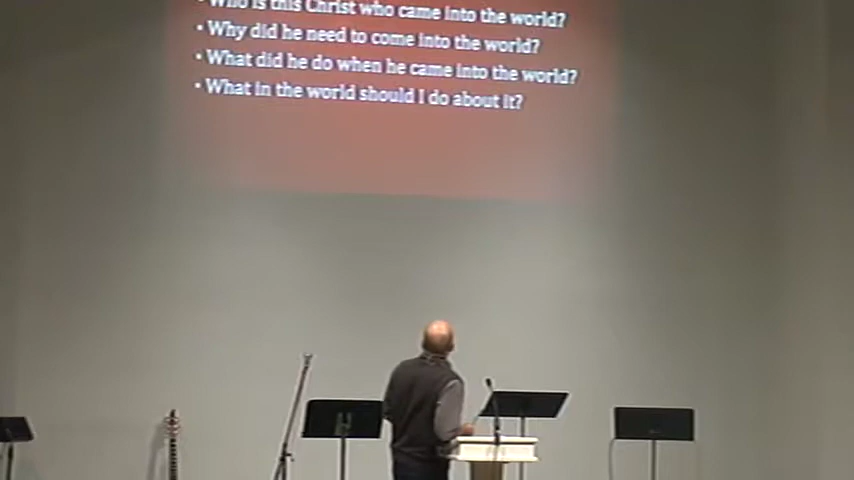 • Who is this Christ who came into the world?
• Why did he need to come into the world?
• What did he do when he came into the world?
• What in the world should I do about it?